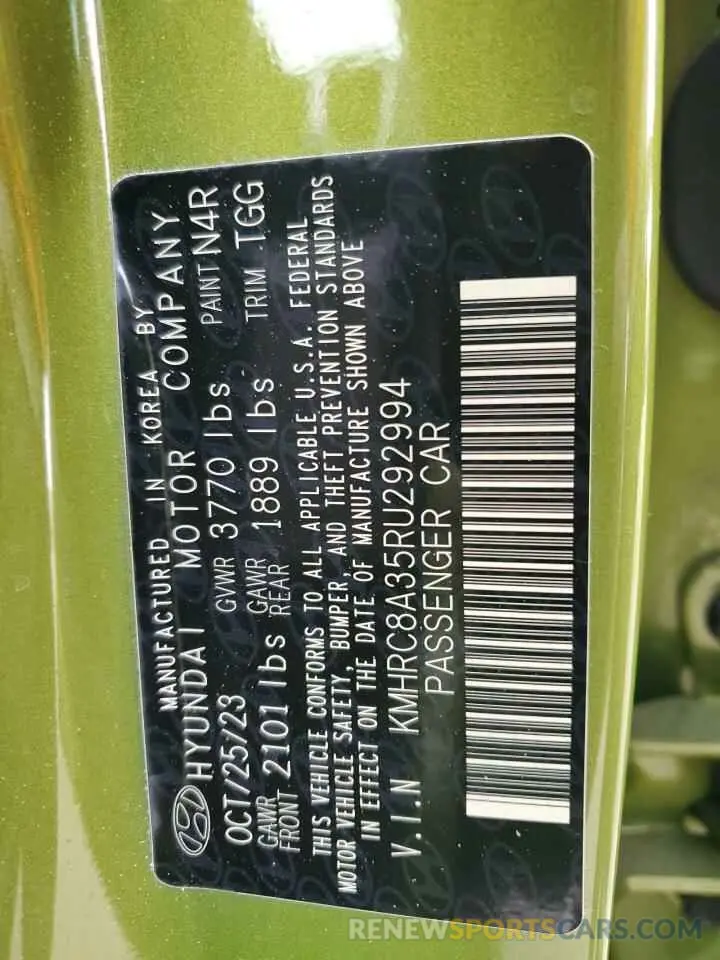 MANUFACTURED IN KOREA BY
HYUNDAI MOTOR COMPANY
OCT/25/23 GVWR 3770 lbs PAINT N4R
GAWR FRONT 2101 lbs GAWR REAR 1889 lbs TRIM TGG
THIS VEHICLE CONFORMS TO ALL APPLICABLE U.S.A. FEDERAL
MOTOR VEHICLE SAFETY, BUMPER, AND THEFT PREVENTION STANDARDS
IN EFFECT ON THE DATE OF MANUFACTURE SHOWN ABOVE
V.I.N KMHRC8A35RU292994
PASSENGER CAR
RENEWSPORTSCARS.COM